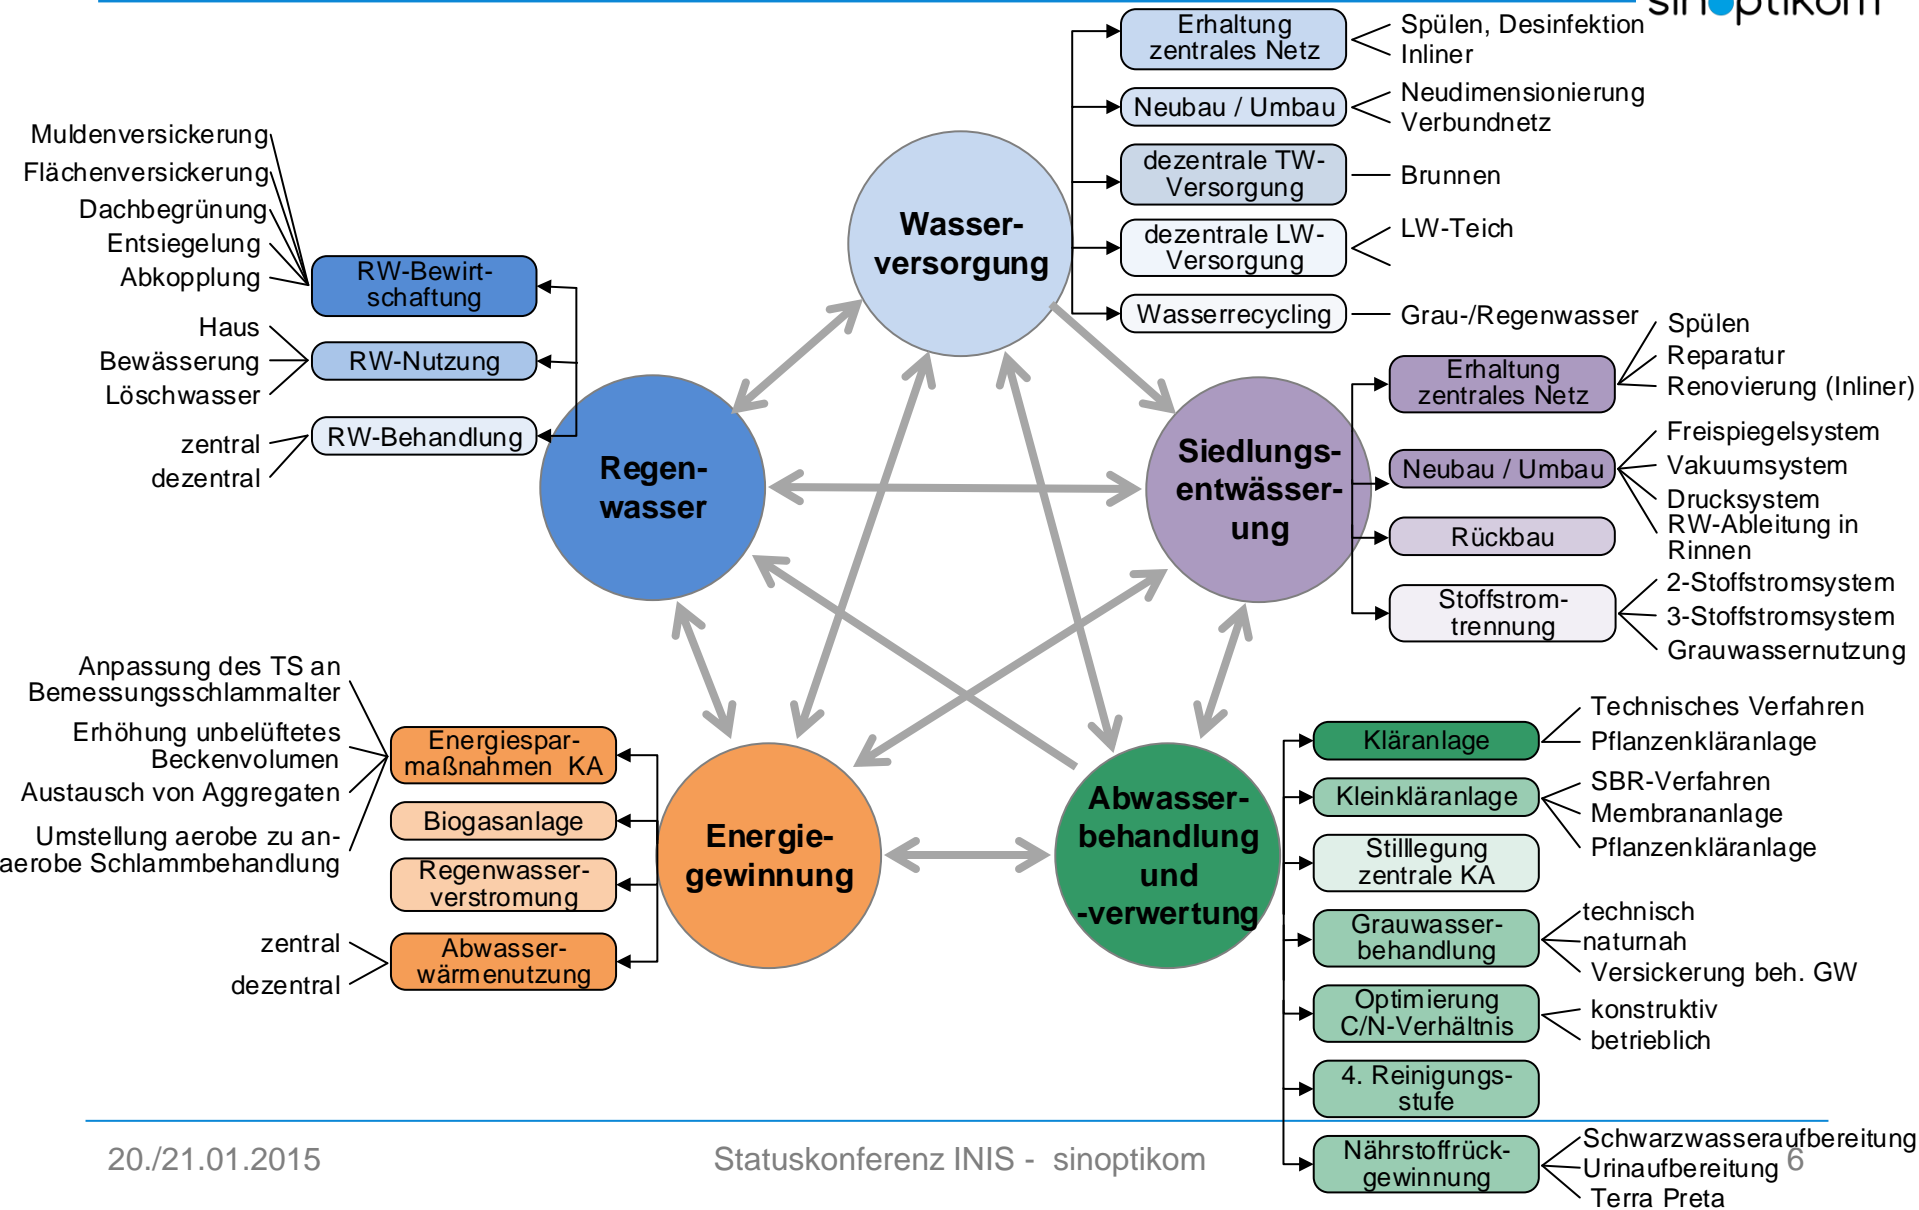 sinoptikom
Erhaltung
zentrales Netz
Spülen, Desinfektion
Inliner
Neubau / Umbau
Neudimensionierung
Verbundnetz
dezentrale TW-
Versorgung
Brunnen
dezentrale LW-
Versorgung
LW-Teich
Wasserrecycling
Grau-/Regenwasser
Wasser-
versorgung
Muldenversickerung
Flächenversickerung
Dachbegrünung
Entsiegelung
Abkopplung
RW-Bewirt-
schaftung
Haus
Bewässerung
Löschwasser
RW-Nutzung
zentral
dezentral
RW-Behandlung
Regen-
wasser
Siedlungs-
entwässer-
ung
Erhaltung
zentrales Netz
Spülen
Reparatur
Renovierung (Inliner)
Neubau / Umbau
Freispiegelsystem
Vakuumsystem
Drucksystem
RW-Ableitung in
Rinnen
Rückbau
Stoffstrom-
trennung
2-Stoffstromsystem
3-Stoffstromsystem
Grauwassernutzung
Anpassung des TS an
Bemessungsschlammalter
Erhöhung unbelüftetes
Beckenvolumen
Austausch von Aggregaten
Umstellung aerobe zu an-
aerobe Schlammbehandlung
Energiespar-
maßnahmen KA
Biogasanlage
Regenwasser-
verstromung
zentral
dezentral
Abwasser-
wärmenutzung
Energie-
gewinnung
Abwasser-
behandlung
und
-verwertung
Kläranlage
Technisches Verfahren
Pflanzenkläranlage
Kleinkläranlage
SBR-Verfahren
Membrananlage
Pflanzenkläranlage
Stilllegung
zentrale KA
Grauwasser-
behandlung
technisch
naturnah
Versickerung beh. GW
Optimierung
C/N-Verhältnis
konstruktiv
betrieblich
4. Reinigungs-
stufe
Nährstoffrück-
gewinnung
Schwarzwasseraufbereitung
Urinaufbereitung
Terra Preta
20./21.01.2015
Statuskonferenz INIS - sinoptikom
6